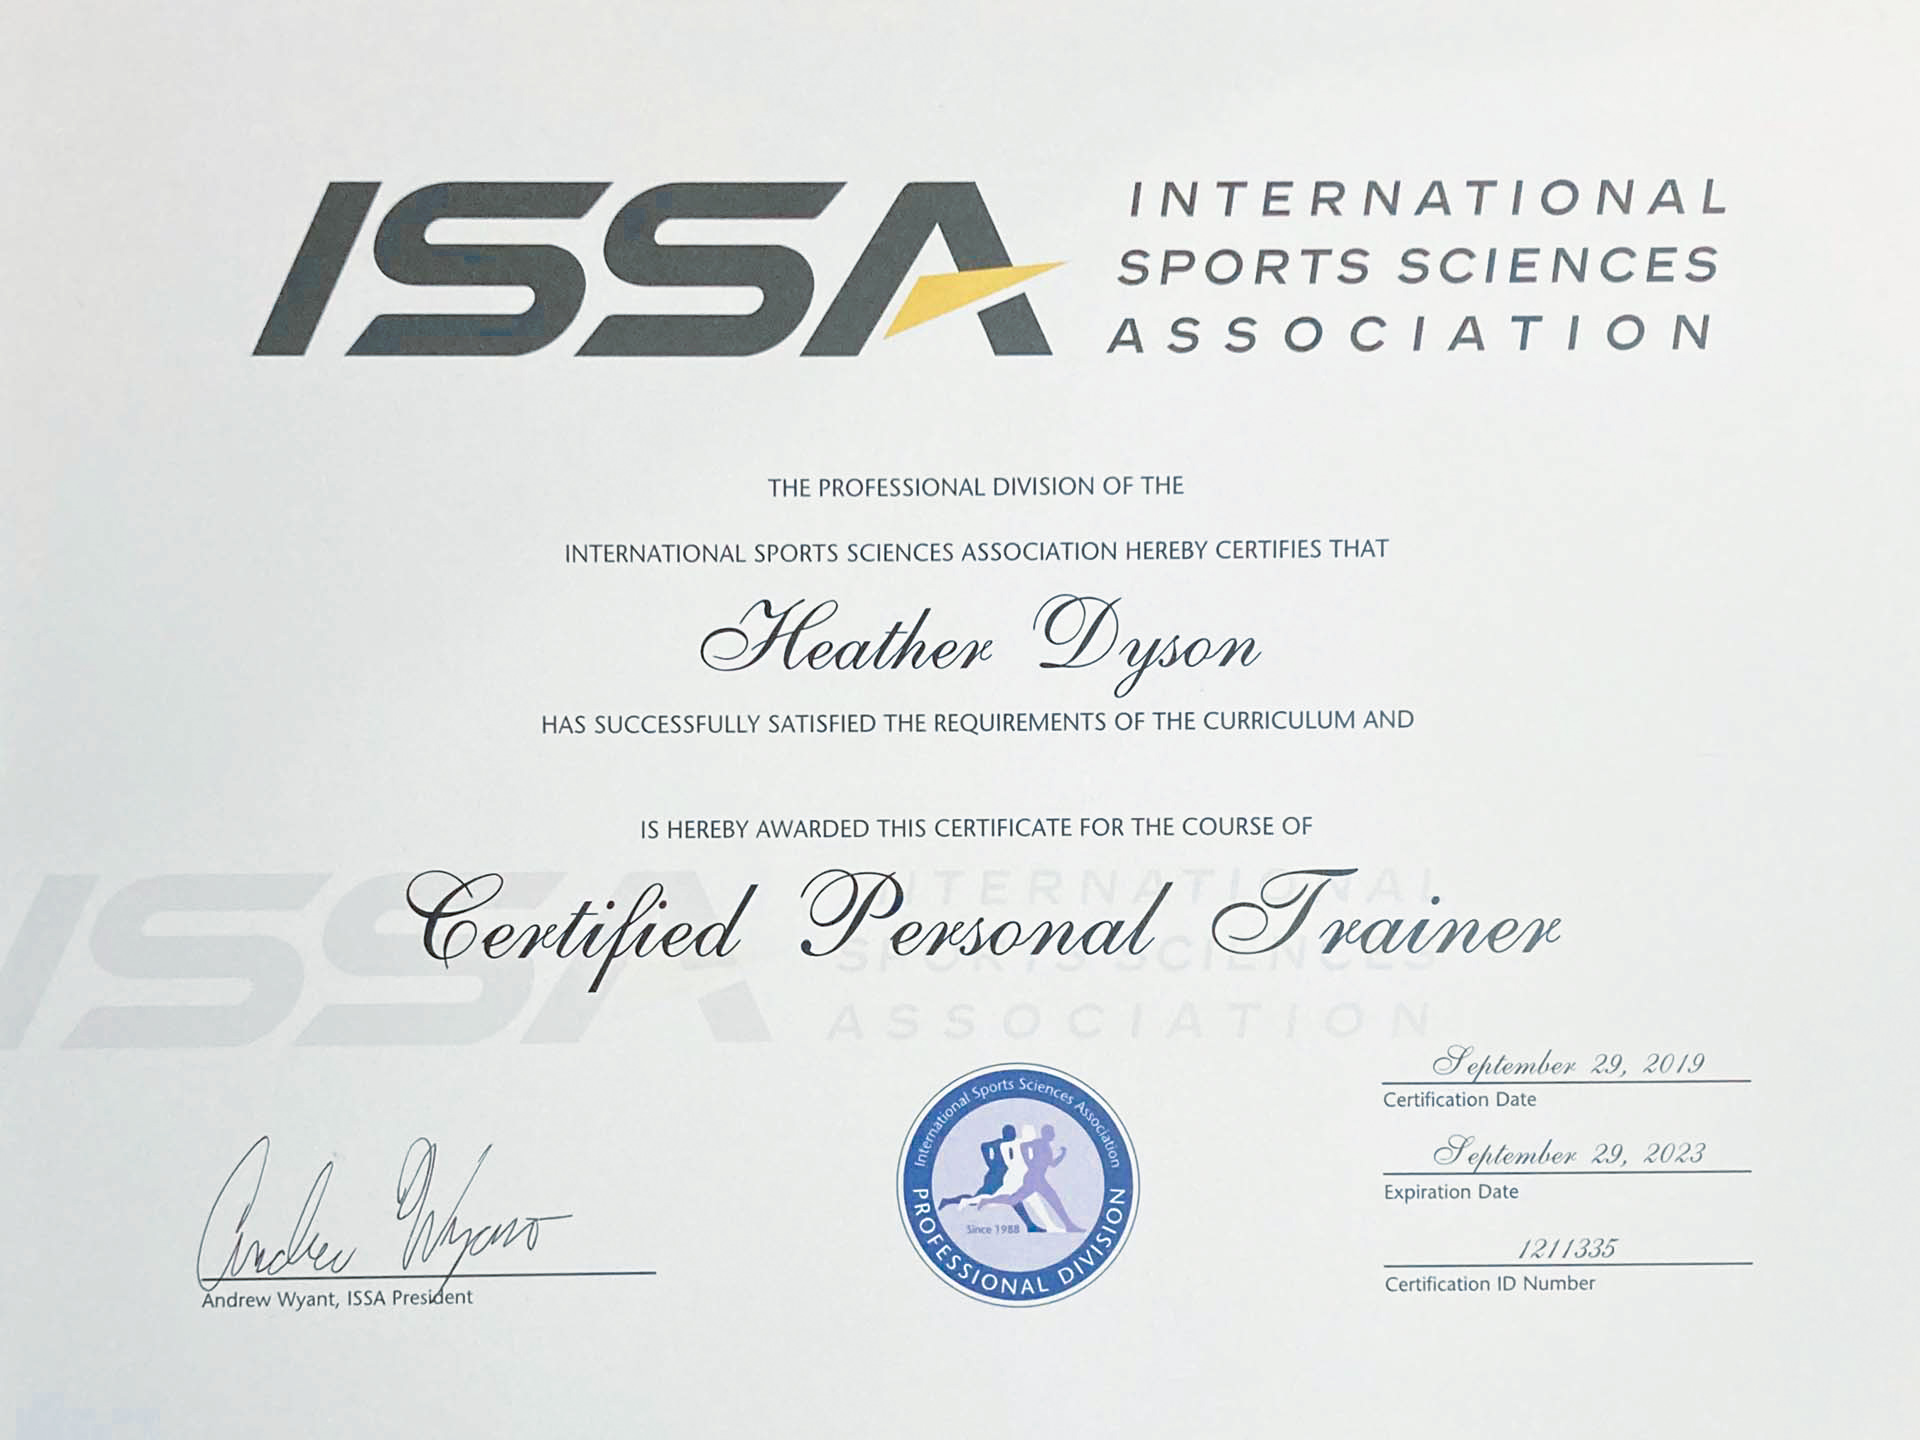 ISSA
INTERNATIONAL
SPORTS SCIENCES
ASSOCIATION
THE PROFESSIONAL DIVISION OF THE
INTERNATIONAL SPORTS SCIENCES ASSOCIATION HEREBY CERTIFIES THAT
Heather Dyson
HAS SUCCESSFULLY SATISFIED THE REQUIREMENTS OF THE CURRICULUM AND
IS HEREBY AWARDED THIS CERTIFICATE FOR THE COURSE OF
Certified Personal Trainer
ISSA
INTERNATIONAL
SPORTS SCIENCES
ASSOCIATION
Andrew Wyant
Andrew Wyant, ISSA President
International Sports Sciences Association
Since 1988
PROFESSIONAL DIVISION
September 29, 2019
Certification Date
September 29, 2023
Expiration Date
1211335
Certification ID Number